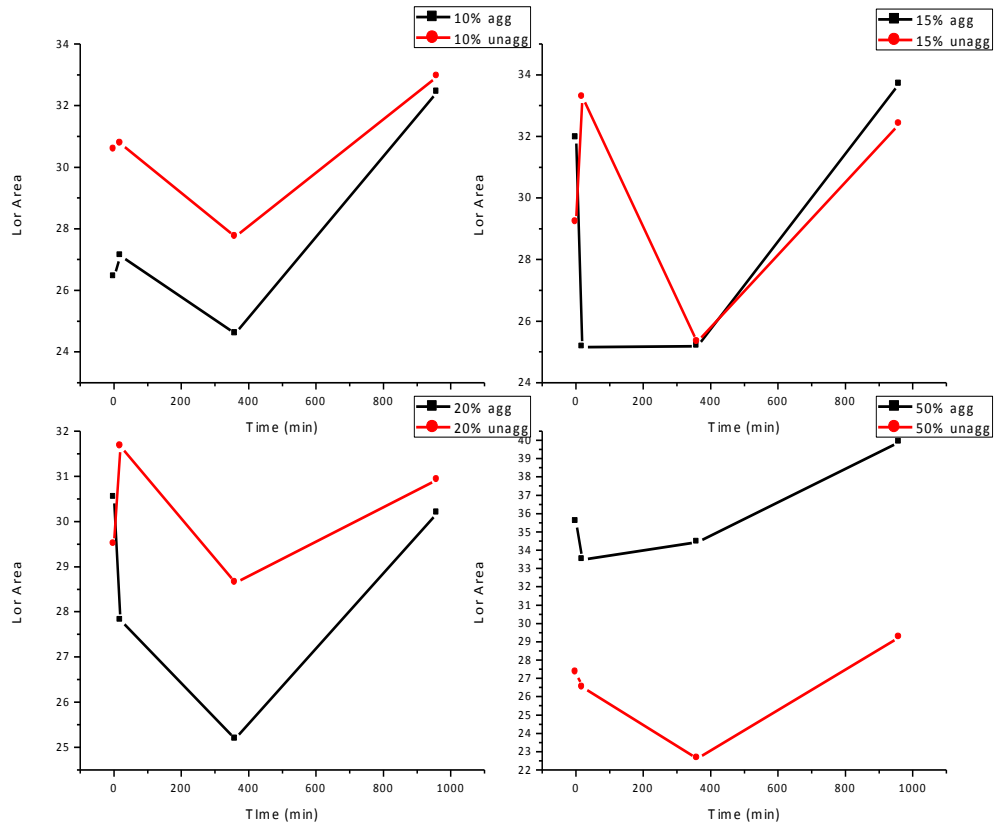 10% agg
10% unagg
34
32
30
28
26
24
Lor Area
0 200 400 600 800 1000
Time (min)
15% agg
15% unagg
34
32
30
28
26
24
Lor Area
0 200 400 600 800 1000
Time (min)
20% agg
20% unagg
32
31
30
29
28
27
26
25
Lor Area
0 200 400 600 800 1000
TIme (min)
50% agg
50% unagg
40
39
38
37
36
35
34
33
32
31
30
29
28
27
26
25
24
23
22
Lor Area
0 200 400 600 800 1000
Time (min)